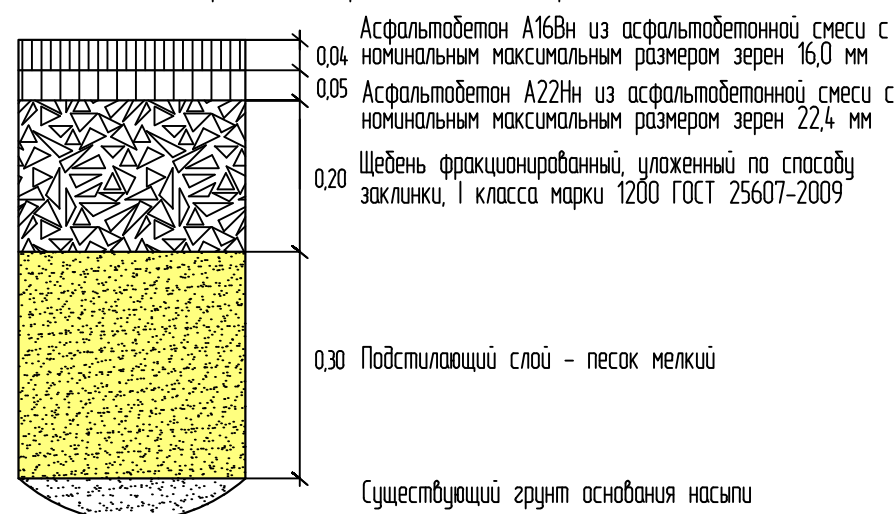 Асфальтобетон А16Вн из асфальтобетонной смеси с
0,04 номинальным максимальным размером зерен 16,0 мм
0,05 Асфальтобетон А22Нн из асфальтобетонной смеси с
номинальным максимальным размером зерен 22,4 мм
Щебень фракционированный, уложенный по способу
0,20
заклинки, I класса марки 1200 ГОСТ 25607-2009
0,30 Подстилающий слой - песок мелкий
Существующий грунт основания насыпи